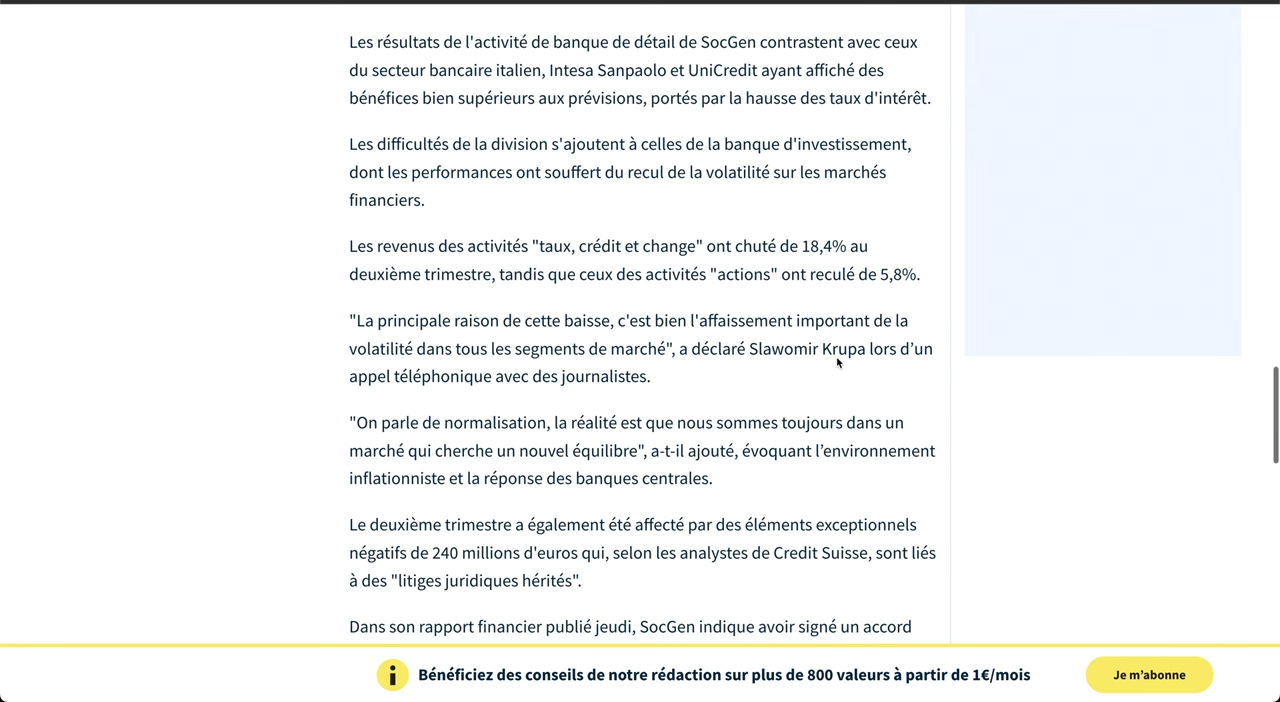 Les résultats de l'activité de banque de détail de SocGen contrastent avec ceux
du secteur bancaire italien, Intesa Sanpaolo et UniCredit ayant affiché des
bénéfices bien supérieurs aux prévisions, portés par la hausse des taux d'intérêt.
Les difficultés de la division s'ajoutent à celles de la banque d'investissement,
dont les performances ont souffert du recul de la volatilité sur les marchés
financiers.
Les revenus des activités "taux, crédit et change" ont chuté de 18,4% au
deuxième trimestre, tandis que ceux des activités "actions" ont reculé de 5,8%.
"La principale raison de cette baisse, c'est bien l'affaissement important de la
volatilité dans tous les segments de marché", a déclaré Slawomir Krupa lors d’un
appel téléphonique avec des journalistes.
"On parle de normalisation, la réalité est que nous sommes toujours dans un
marché qui cherche un nouvel équilibre", a-t-il ajouté, évoquant l’environnement
inflationniste et la réponse des banques centrales.
Le deuxième trimestre a également été affecté par des éléments exceptionnels
négatifs de 240 millions d'euros qui, selon les analystes de Credit Suisse, sont liés
à des "litiges juridiques hérités".
Dans son rapport financier publié jeudi, SocGen indique avoir signé un accord
Bénéficiez des conseils de notre rédaction sur plus de 800 valeurs à partir de 1€/mois
Je m’abonne